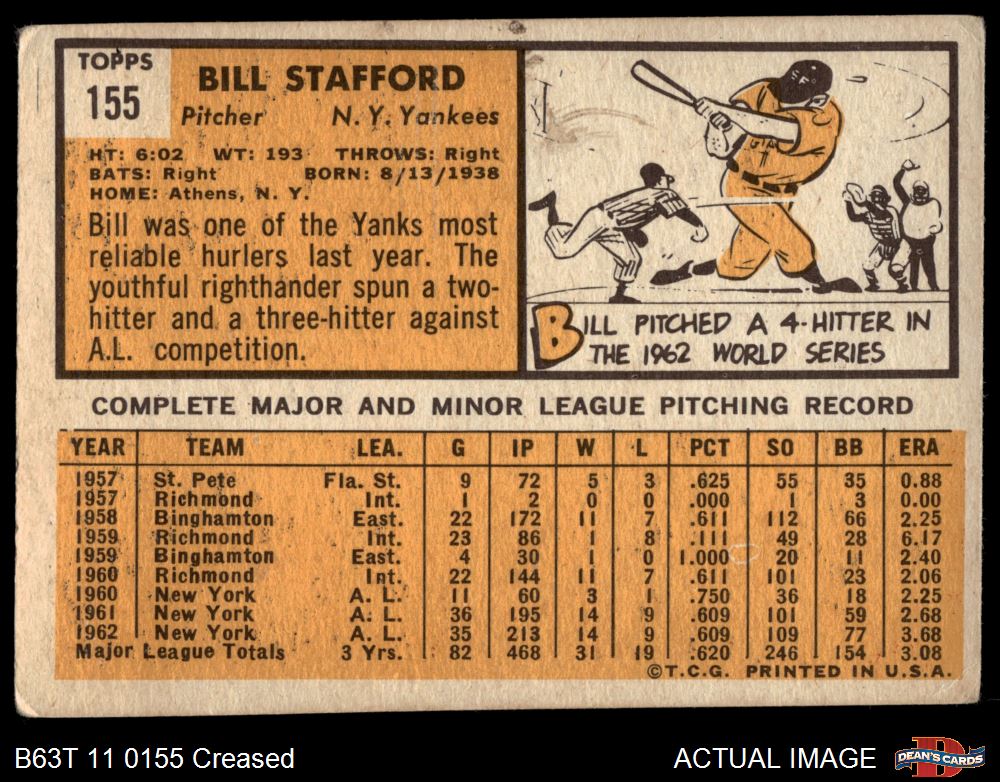 TOPPS
155
BILL STAFFORD
Pitcher N. Y. Yankees
HT: 6:02 WT: 193 THROWS: Right
BATS: Right BORN: 8/13/1938
HOME: Athens, N. Y.
Bill was one of the Yanks most
reliable hurlers last year. The
youthful righthander spun a two-
hitter and a three-hitter against
A.L. competition.
SF
GIA
BILL PITCHED A 4-HITTER IN
THE 1962 WORLD SERIES
COMPLETE MAJOR AND MINOR LEAGUE PITCHING RECORD
YEAR TEAM LEA. G IP W L PCT SO BB ERA
1957 St. Pete Fla. St. 9 72 5 3 .625 55 35 0.88
1957 Richmond Int. 1 2 0 0 .000 1 3 0.00
1958 Binghamton East. 22 172 11 7 .611 112 66 2.25
1959 Richmond Int. 23 86 1 8 .111 49 28 6.17
1959 Binghamton East. 4 30 1 0 1.000 20 11 2.40
1960 Richmond Int. 22 144 11 7 .611 101 23 2.06
1960 New York A. L. 11 60 3 1 .750 36 18 2.25
1961 New York A. L. 36 195 14 9 .609 101 59 2.68
1962 New York A. L. 35 213 14 9 .609 109 77 3.68
Major League Totals 3 Yrs. 82 468 31 19 .620 246 154 3.08
©T.C.G. PRINTED IN U.S.A.
B63T 11 0155 Creased
ACTUAL IMAGE
D
DEAN'S CARDS